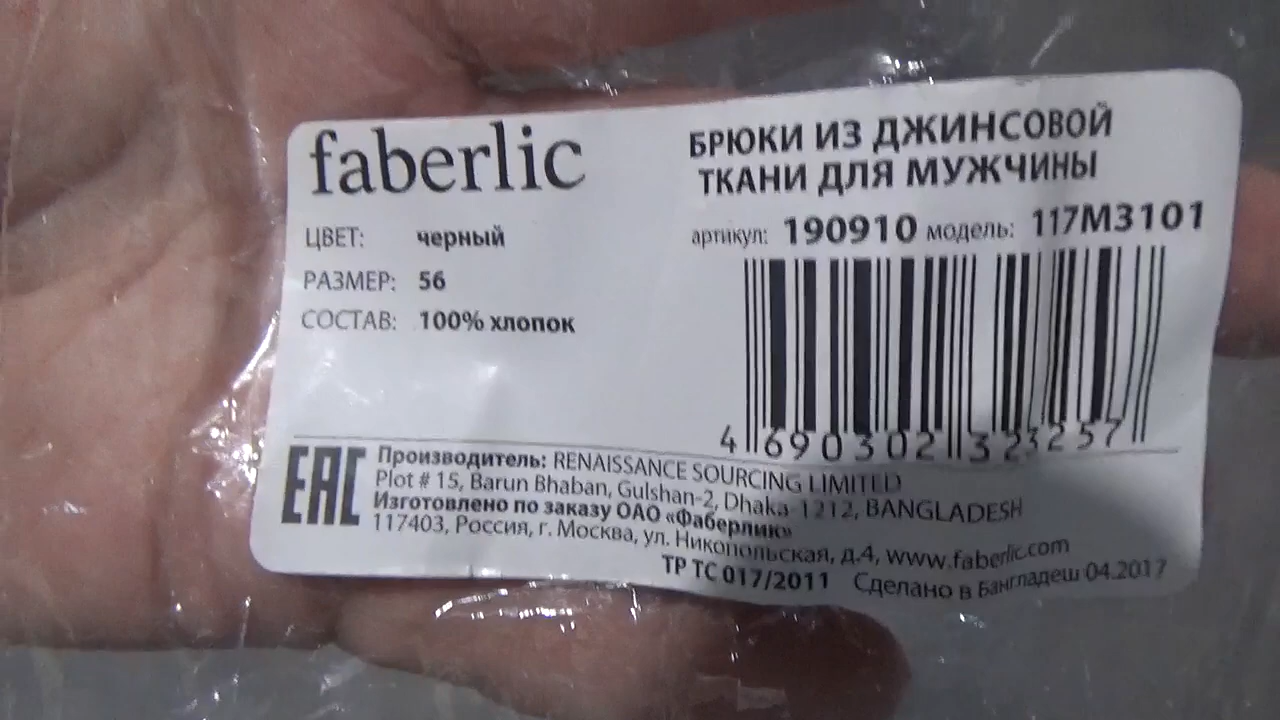 faberlic
ЦВЕТ: черный
РАЗМЕР: 56
СОСТАВ: 100% хлопок
БРЮКИ ИЗ ДЖИНСОВОЙ
ТКАНИ ДЛЯ МУЖЧИНЫ
артикул: 190910 модель: 117M3101
4 690302 323257
EAC
Производитель: RENAISSANCE SOURCING LIMITED
Plot # 15, Barun Bhaban, Gulshan-2, Dhaka-1212, BANGLADESH
Изготовлено по заказу ОАО «Фаберлик»
117403, Россия, г. Москва, ул. Никопольская, д.4, www.faberlic.com
ТР ТС 017/2011 Сделано в Бангладеш 04.2017